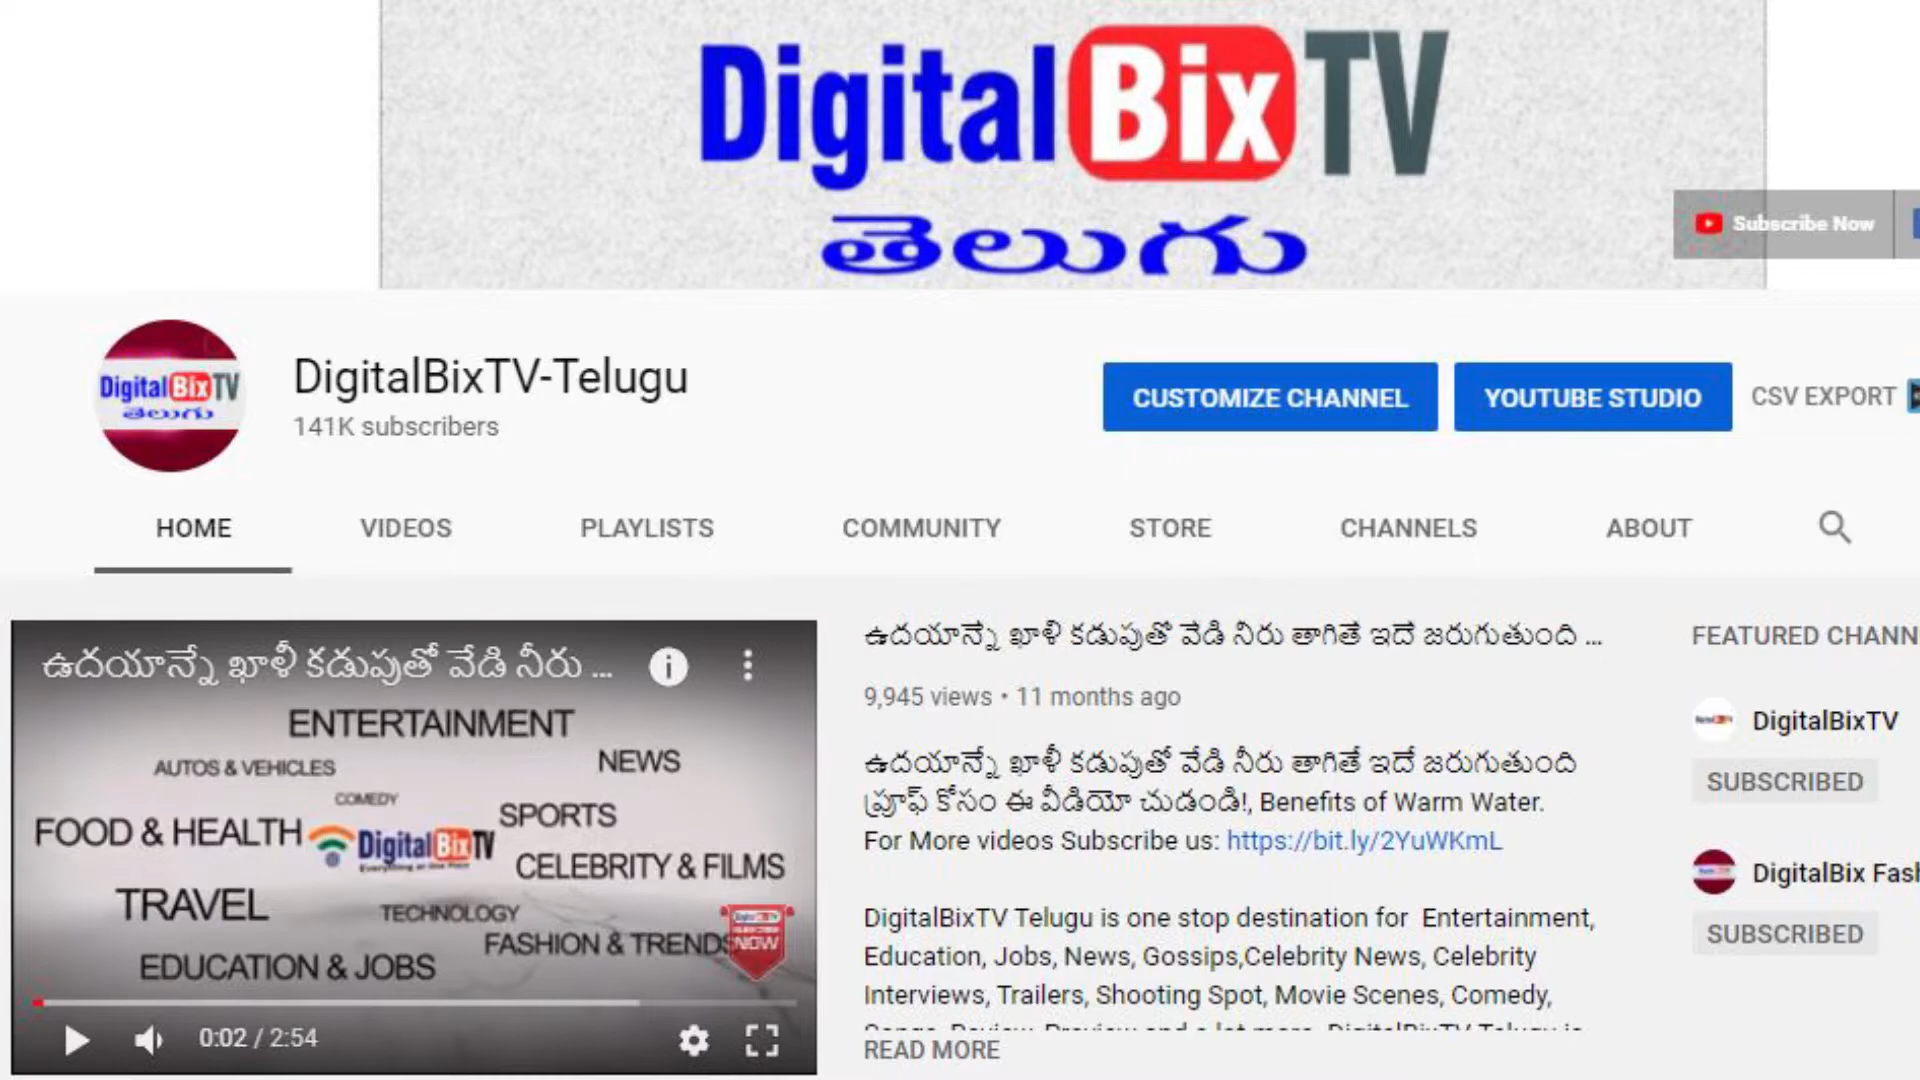 DigitalBixTV
తెలుగు
Subscribe Now
DigitalBixTV
తెలుగు
DigitalBixTV-Telugu
141K subscribers
CUSTOMIZE CHANNEL
YOUTUBE STUDIO
CSV EXPORT
HOME
VIDEOS
PLAYLISTS
COMMUNITY
STORE
CHANNELS
ABOUT
ఉదయాన్నే ఖాళీ కడుపుతో వేడి నీరు ...
ENTERTAINMENT
AUTOS & VEHICLES
NEWS
COMEDY
SPORTS
FOOD & HEALTH
DigitalBixTV
Everything at One Point
CELEBRITY & FILMS
TRAVEL
TECHNOLOGY
FASHION & TRENDS
NOW
EDUCATION & JOBS
0:02 / 2:54
ఉదయాన్నే ఖాళీ కడుపుతో వేడి నీరు తాగితే ఇదే జరుగుతుంది ...
9,945 views • 11 months ago
ఉదయాన్నే ఖాళీ కడుపుతో వేడి నీరు తాగితే ఇదే జరుగుతుంది
ప్రూఫ్ కోసం ఈ వీడియో చుడండి!, Benefits of Warm Water.
For More videos Subscribe us: https://bit.ly/2YuWKmL
DigitalBixTV Telugu is one stop destination for Entertainment,
Education, Jobs, News, Gossips,Celebrity News, Celebrity
Interviews, Trailers, Shooting Spot, Movie Scenes, Comedy,
READ MORE
FEATURED CHANN
DigitalBixTV
SUBSCRIBED
DigitalBix Fash
SUBSCRIBED